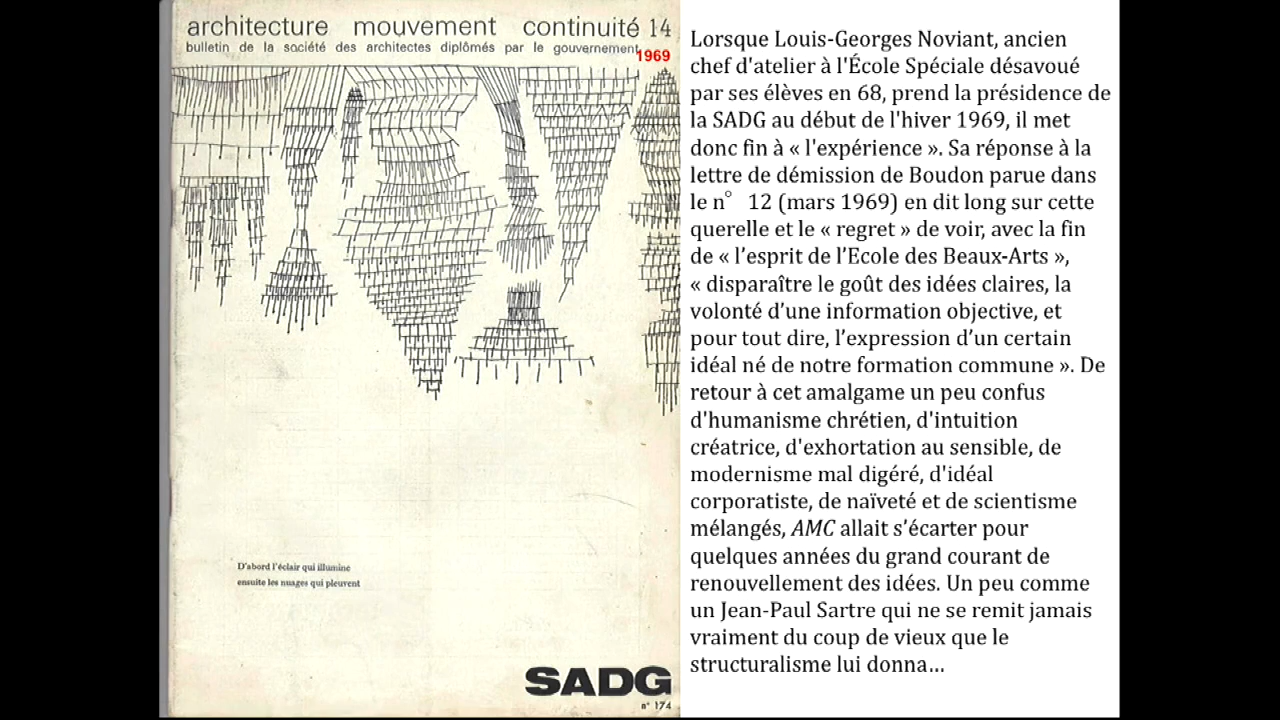 architecture mouvement continuité 14
bulletin de la société des architectes diplômés par le gouvernement
1969
D'abord l'éclair qui illumine
ensuite les nuages qui pleurent
SADG
n° 174
Lorsque Louis-Georges Noviant, ancien
chef d'atelier à l'École Spéciale désavoué
par ses élèves en 68, prend la présidence de
la SADG au début de l'hiver 1969, il met
donc fin à « l'expérience ». Sa réponse à la
lettre de démission de Boudon parue dans
le n° 12 (mars 1969) en dit long sur cette
querelle et le « regret » de voir, avec la fin
de « l’esprit de l’Ecole des Beaux-Arts »,
« disparaître le goût des idées claires, la
volonté d’une information objective, et
pour tout dire, l’expression d’un certain
idéal né de notre formation commune ». De
retour à cet amalgame un peu confus
d'humanisme chrétien, d'intuition
créatrice, d'exhortation au sensible, de
modernisme mal digéré, d'idéal
corporatiste, de naïveté et de scientisme
mélangés, AMC allait s'écarter pour
quelques années du grand courant de
renouvellement des idées. Un peu comme
un Jean-Paul Sartre qui ne se remit jamais
vraiment du coup de vieux que le
structuralisme lui donna…